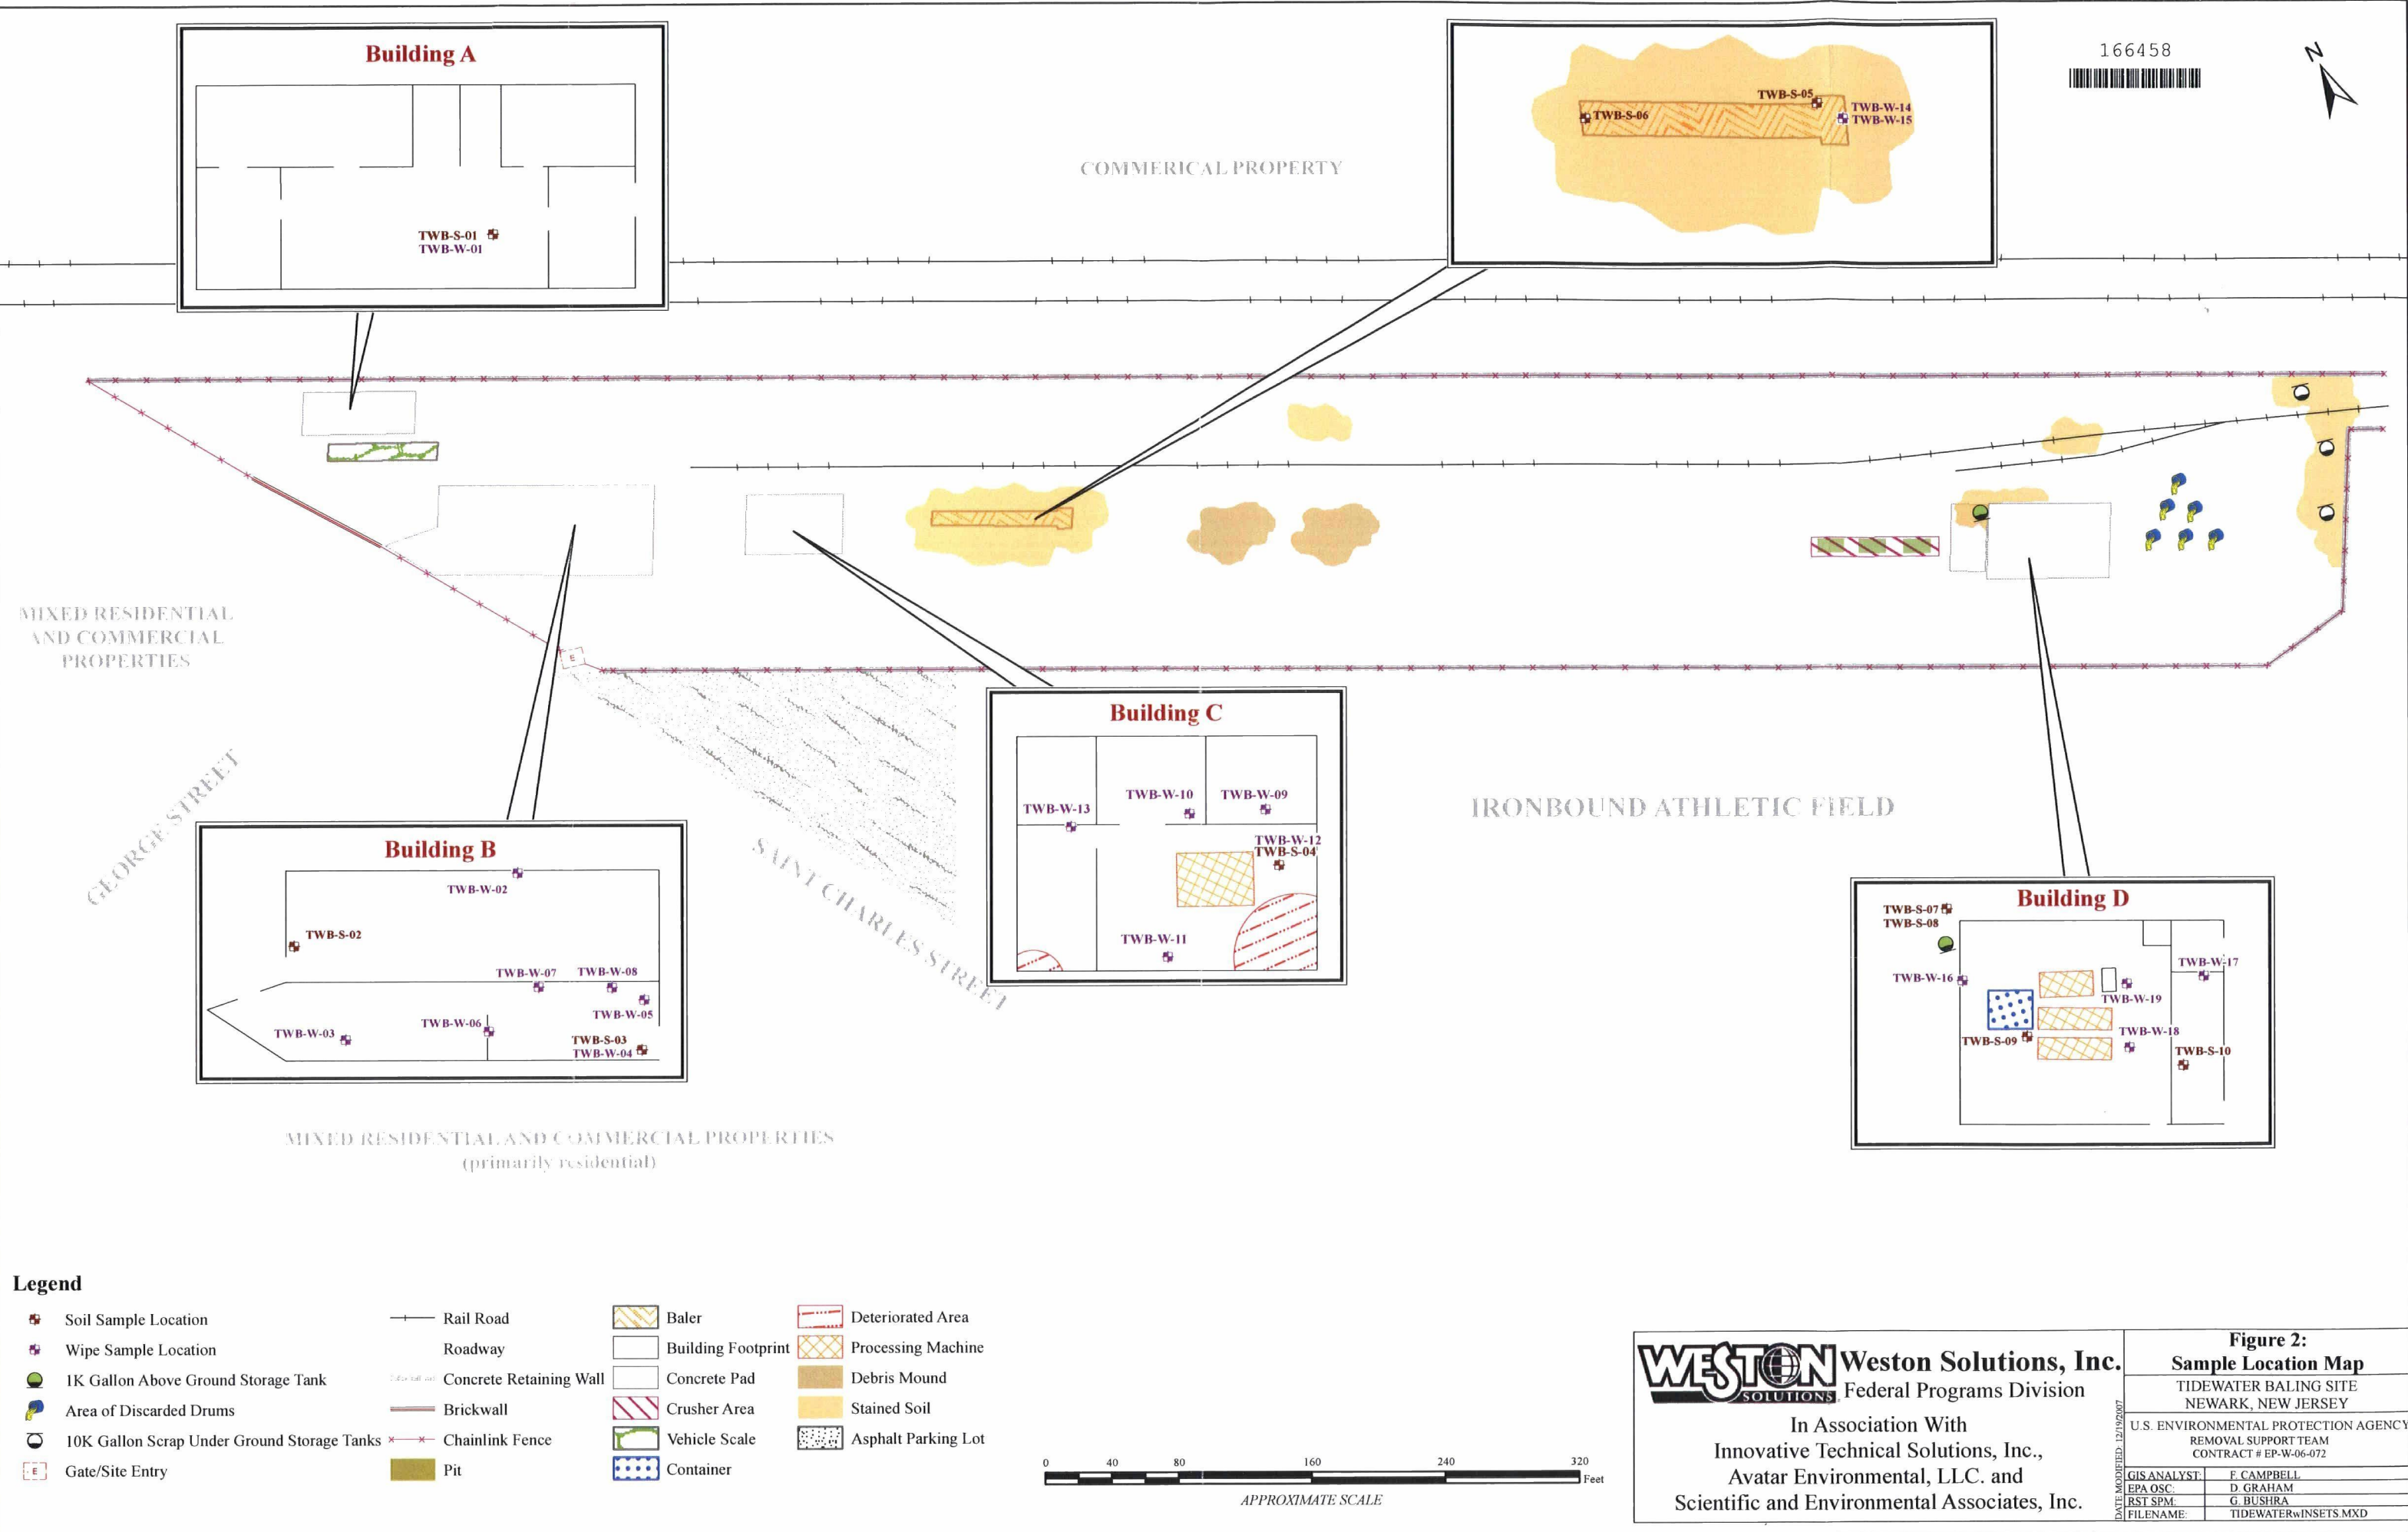 Building A
TWB-S-01
TWB-W-01
TWB-S-05
TWB-S-06
TWB-W-14
TWB-W-15
166458
N
COMMERICAL PROPERTY
MIXED RESIDENTIAL
AND COMMERCIAL
PROPERTIES
E
GEORGE STREET
SAINT CHARLES STREET
IRONBOUND ATHLETIC FIELD
Building B
TWB-W-02
TWB-S-02
TWB-W-07
TWB-W-08
TWB-W-05
TWB-W-06
TWB-W-03
TWB-S-03
TWB-W-04
Building C
TWB-W-13
TWB-W-10
TWB-W-09
TWB-W-12
TWB-S-04
TWB-W-11
Building D
TWB-S-07
TWB-S-08
TWB-W-16
TWB-W-17
TWB-W-19
TWB-W-18
TWB-S-09
TWB-S-10
MIXED RESIDENTIAL AND COMMERCIAL PROPERTIES
(primarily residential)
Legend
Soil Sample Location
Wipe Sample Location
1K Gallon Above Ground Storage Tank
Area of Discarded Drums
10K Gallon Scrap Under Ground Storage Tanks
E
Gate/Site Entry
Rail Road
Roadway
Concrete Retaining Wall
Brickwall
Chainlink Fence
Pit
Baler
Building Footprint
Concrete Pad
Crusher Area
Vehicle Scale
Container
Deteriorated Area
Processing Machine
Debris Mound
Stained Soil
Asphalt Parking Lot
0 40 80 160 240 320
Feet
APPROXIMATE SCALE
WESTON
SOLUTIONS
Weston Solutions, Inc.
Federal Programs Division
In Association With
Innovative Technical Solutions, Inc.,
Avatar Environmental, LLC. and
Scientific and Environmental Associates, Inc.
DATE MODIFIED: 12/19/2007
Figure 2:
Sample Location Map
TIDEWATER BALING SITE
NEWARK, NEW JERSEY
U.S. ENVIRONMENTAL PROTECTION AGENCY
REMOVAL SUPPORT TEAM
CONTRACT # EP-W-06-072
GIS ANALYST: F. CAMPBELL
EPA OSC: D. GRAHAM
RST SPM: G. BUSHRA
FILENAME: TIDEWATERwINSETS.MXD